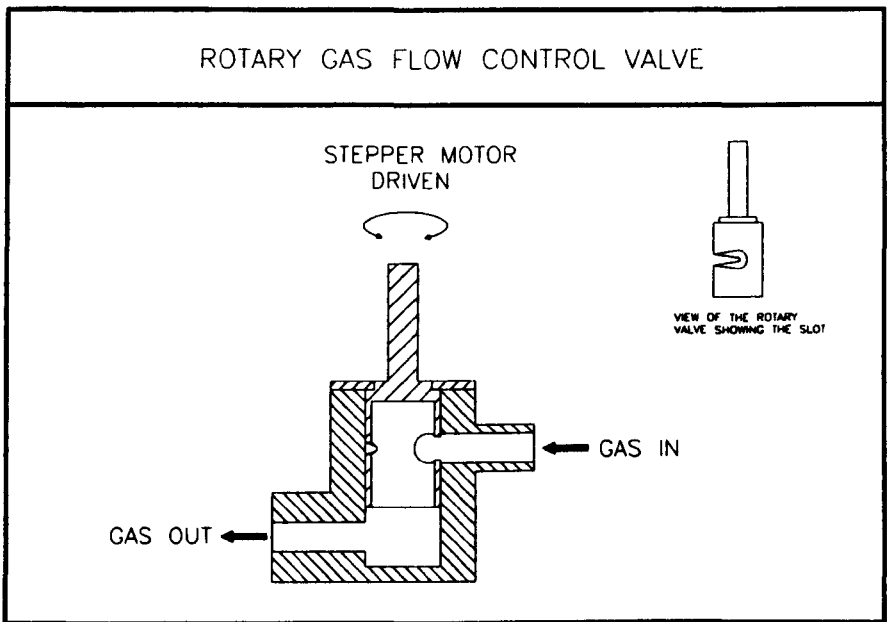 ROTARY GAS FLOW CONTROL VALVE
STEPPER MOTOR
DRIVEN
VIEW OF THE ROTARY
VALVE SHOWING THE SLOT
GAS IN
GAS OUT